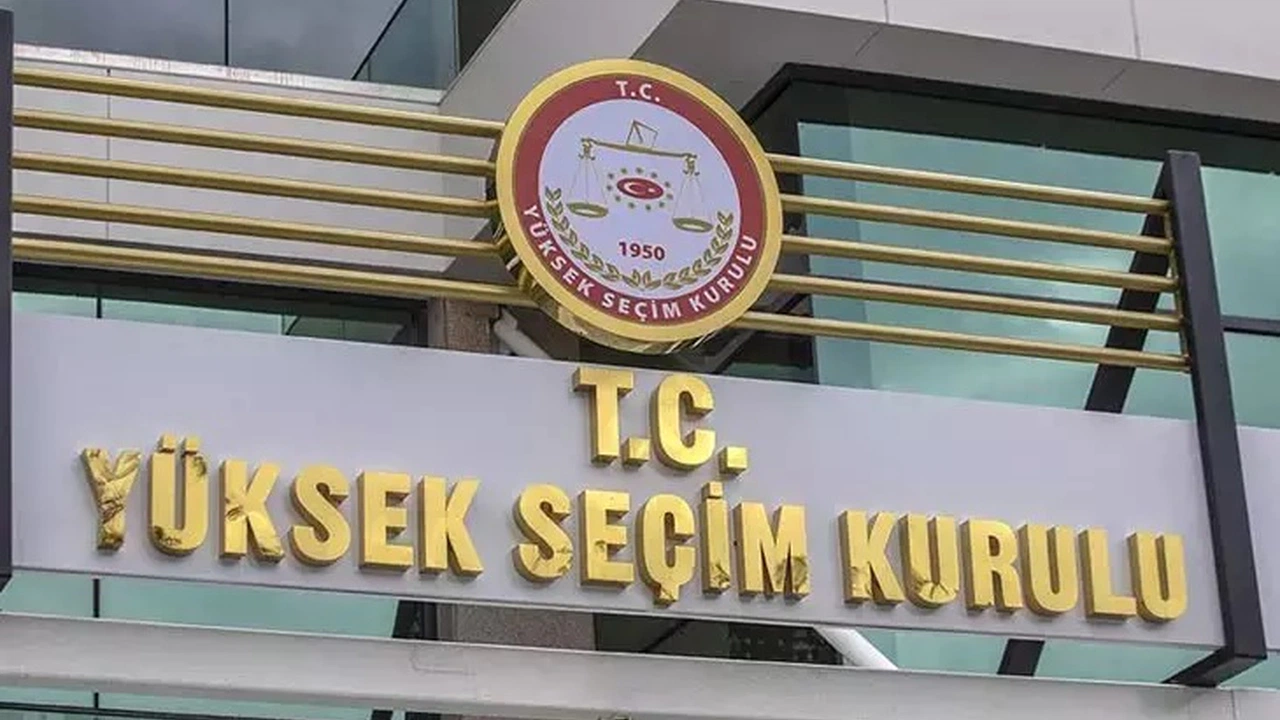 T.C.
1950
YÜKSEK SEÇİM KURULU
T.C.
YÜKSEK SEÇİM KURULU